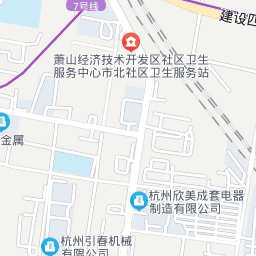 7号线
建设四
萧山经济技术开发区社区卫生
服务中心市北社区卫生服务站
金属
杭州欣美成套电器
制造有限公司
杭州引春机械
有限公司